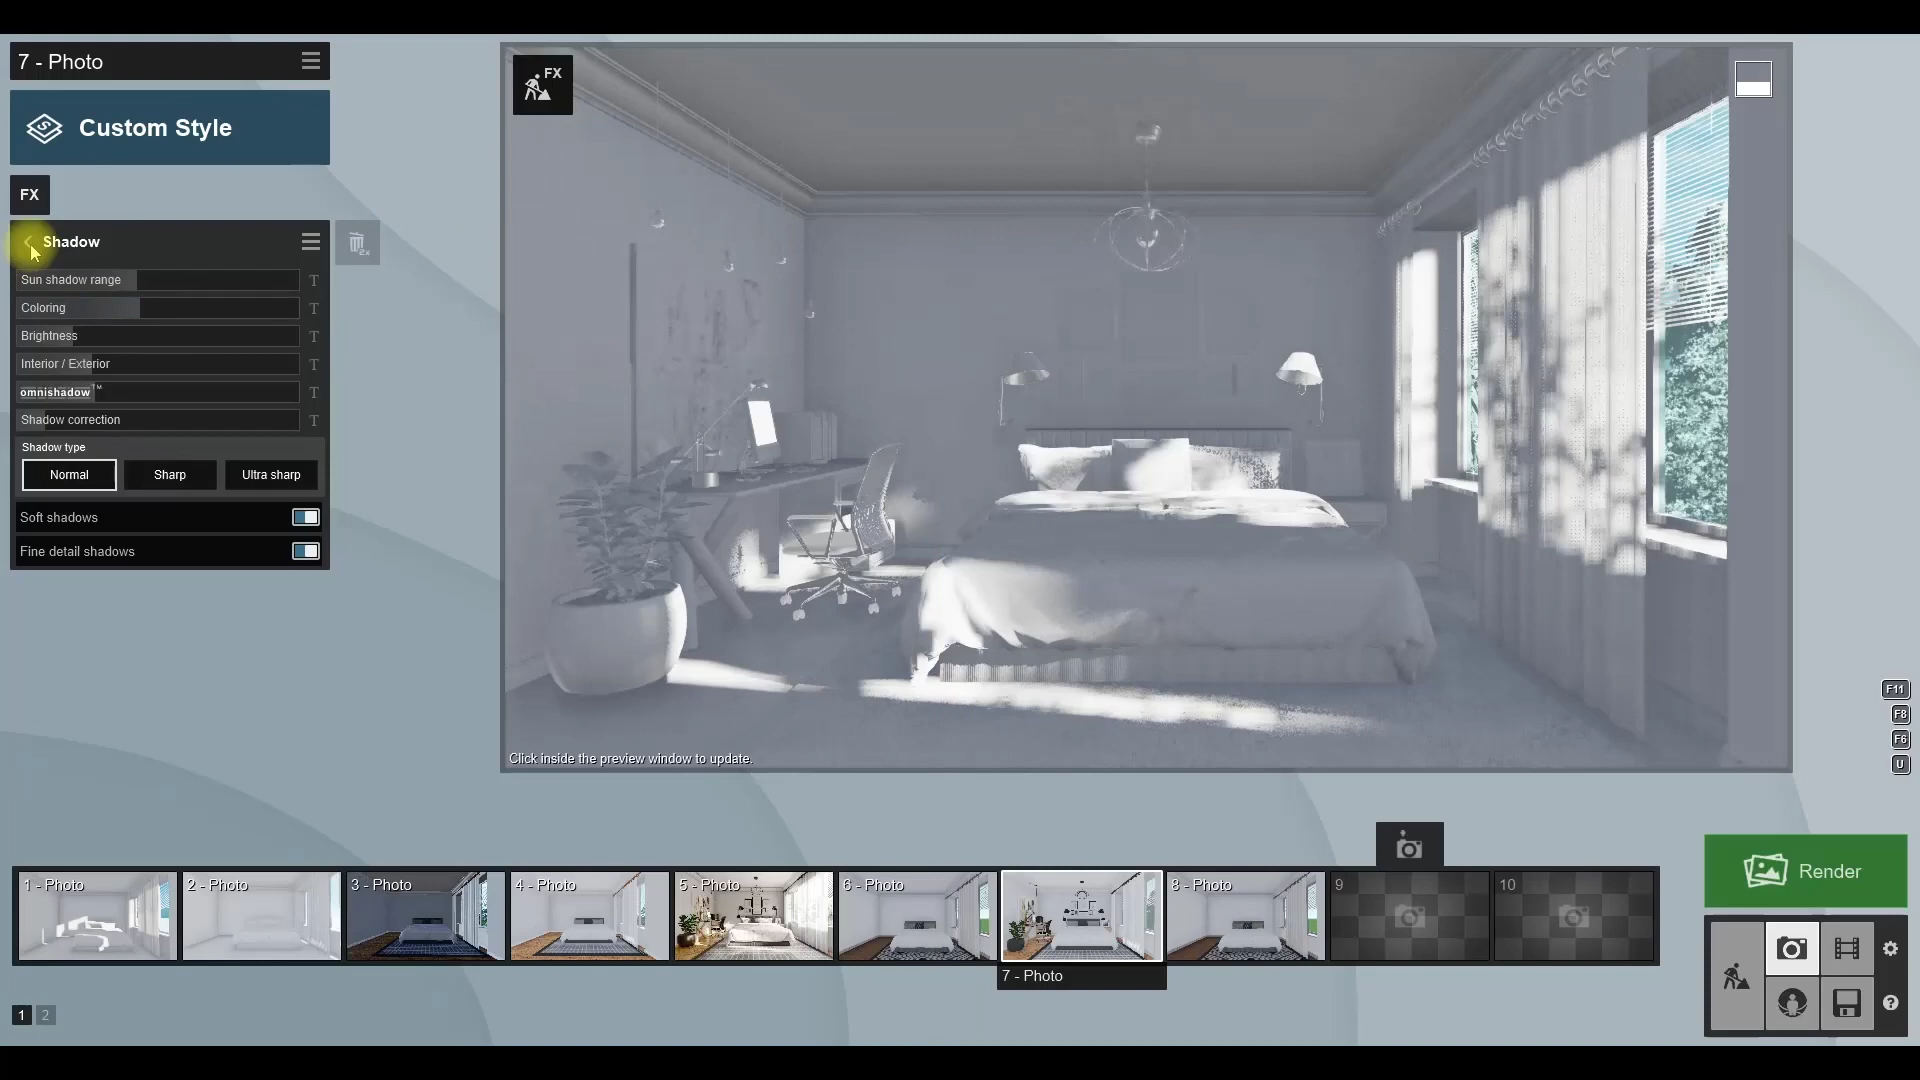 7 - Photo
Custom Style
FX
Shadow
2x
Sun shadow range T
Coloring T
Brightness T
Interior / Exterior T
omnishadow™ T
Shadow correction T
Shadow type
Normal Sharp Ultra sharp
Soft shadows
Fine detail shadows
FX
Click inside the preview window to update.
F11
F8
F6
U
1 - Photo 2 - Photo 3 - Photo 4 - Photo 5 - Photo 6 - Photo 8 - Photo 9 10
7 - Photo
Render
1 2
?